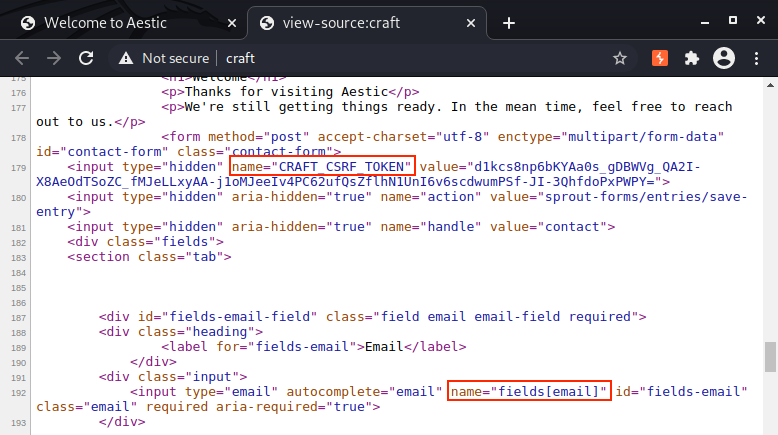 Welcome to Aestic
view-source:craft
Not secure
craft
175 <h1>Welcome</h1>
176 <p>Thanks for visiting Aestic</p>
177 <p>We're still getting things ready. In the mean time, feel free to reach
out to us.</p>
178 <form method="post" accept-charset="utf-8" enctype="multipart/form-data"
id="contact-form" class="contact-form">
179 <input type="hidden" name="CRAFT_CSRF_TOKEN" value="d1kcs8np6bKYAa0s_gDBWVg_QA2I-
X8AeOdTSoZC_fMJeLLxyAA-j1oMJeeIv4PC62ufQsZflhN1UnI6v6scdwumPSf-JI-3QhfdoPxPWPY=">
180 <input type="hidden" aria-hidden="true" name="action" value="sprout-forms/entries/save-
entry">
181 <input type="hidden" aria-hidden="true" name="handle" value="contact">
182 <div class="fields">
183 <section class="tab">
184
185
186
187 <div id="fields-email-field" class="field email email-field required">
188 <div class="heading">
189 <label for="fields-email">Email</label>
190 </div>
191 <div class="input">
192 <input type="email" autocomplete="email" name="fields[email]" id="fields-email"
class="email" required aria-required="true">
193 </div>